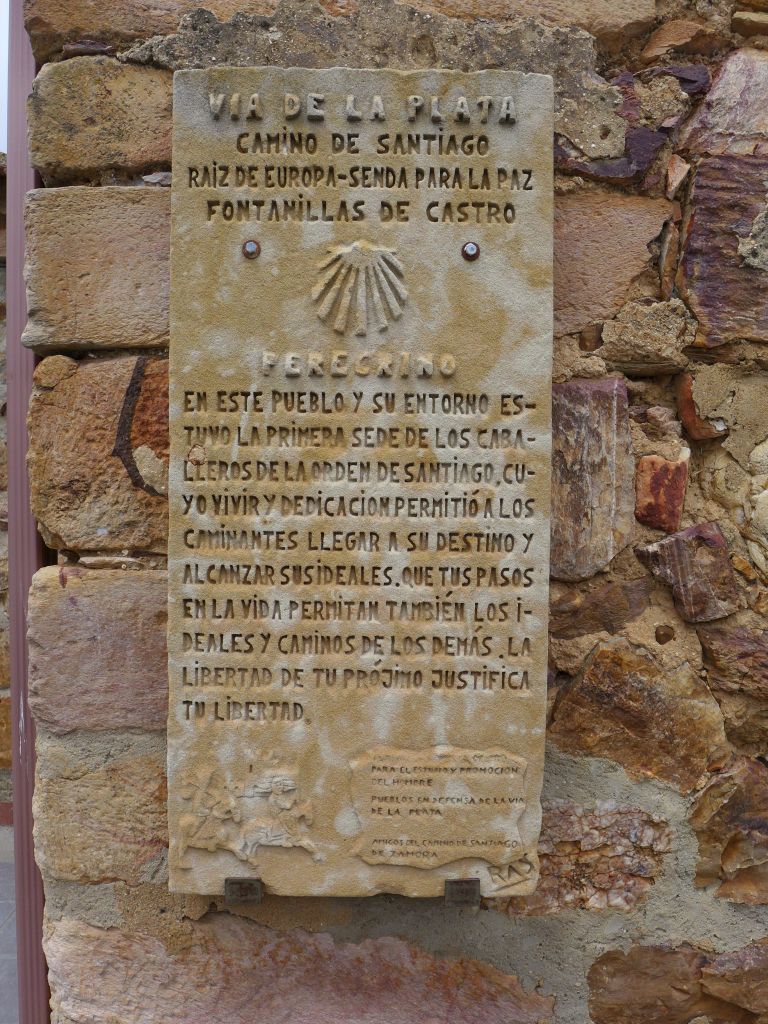 VIA DE LA PLATA
CAMINO DE SANTIAGO
RAIZ DE EUROPA-SENDA PARA LA PAZ
FONTANILLAS DE CASTRO
PEREGRINO
EN ESTE PUEBLO Y SU ENTORNO ES-
TUVO LA PRIMERA SEDE DE LOS CABA-
LLEROS DE LA ORDEN DE SANTIAGO, CU-
YO VIVIR Y DEDICACION PERMITIÓ A LOS
CAMINANTES LLEGAR A SU DESTINO Y
ALCANZAR SUS IDEALES. QUE TUS PASOS
EN LA VIDA PERMITAN TAMBIÉN LOS I-
DEALES Y CAMINOS DE LOS DEMÁS. LA
LIBERTAD DE TU PRÓJIMO JUSTIFICA
TU LIBERTAD.
PARA EL ESTUDIO Y PROMOCION
DEL HOMBRE
PUEBLOS EN DEFENSA DE LA VIA
DE LA PLATA
AMIGOS DEL CAMINO DE SANTIAGO
DE ZAMORA
RAS